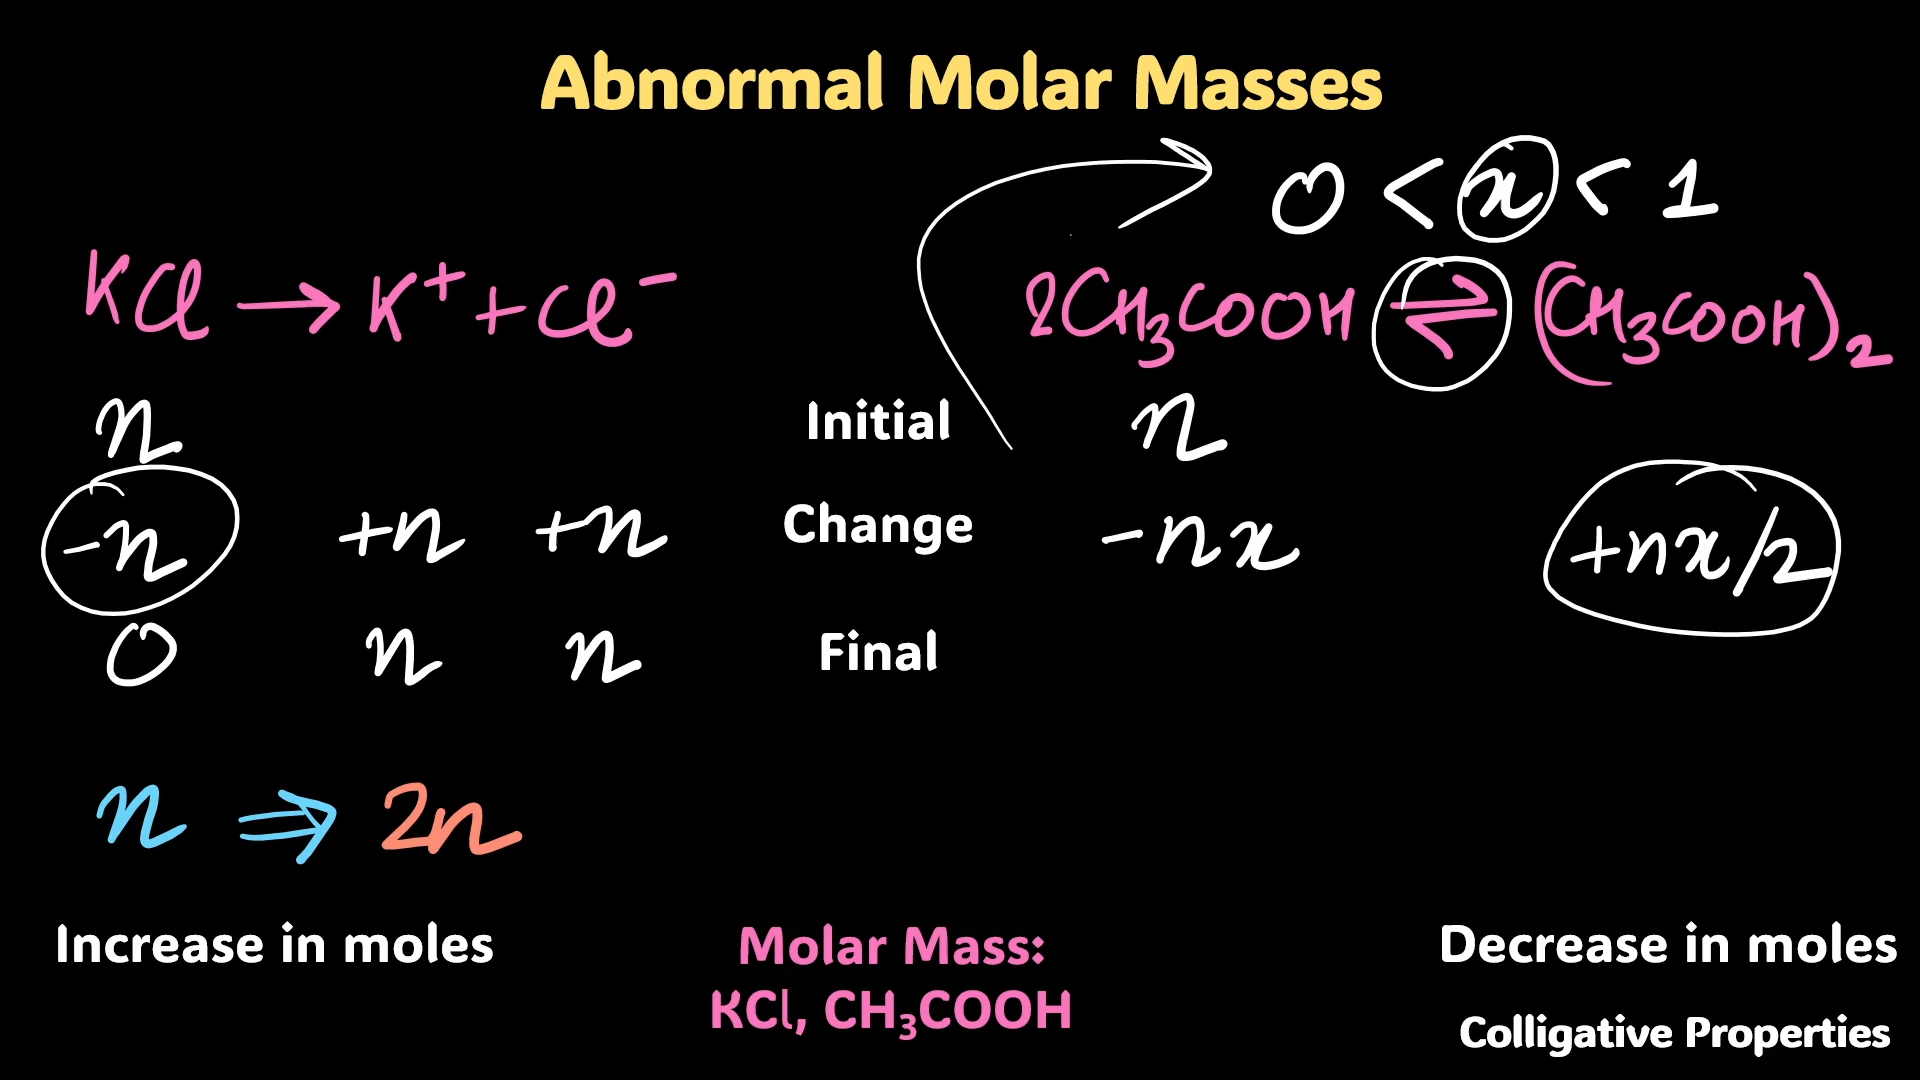 Abnormal Molar Masses
0 < x < 1
KCl → K⁺ + Cl⁻
2CH₃COOH ⇌ (CH₃COOH)₂
n Initial n
-n +n +n Change -nx +nx/2
0 n n Final
n ⇒ 2n
Increase in moles
Molar Mass:
KCl, CH₃COOH
Decrease in moles
Colligative Properties